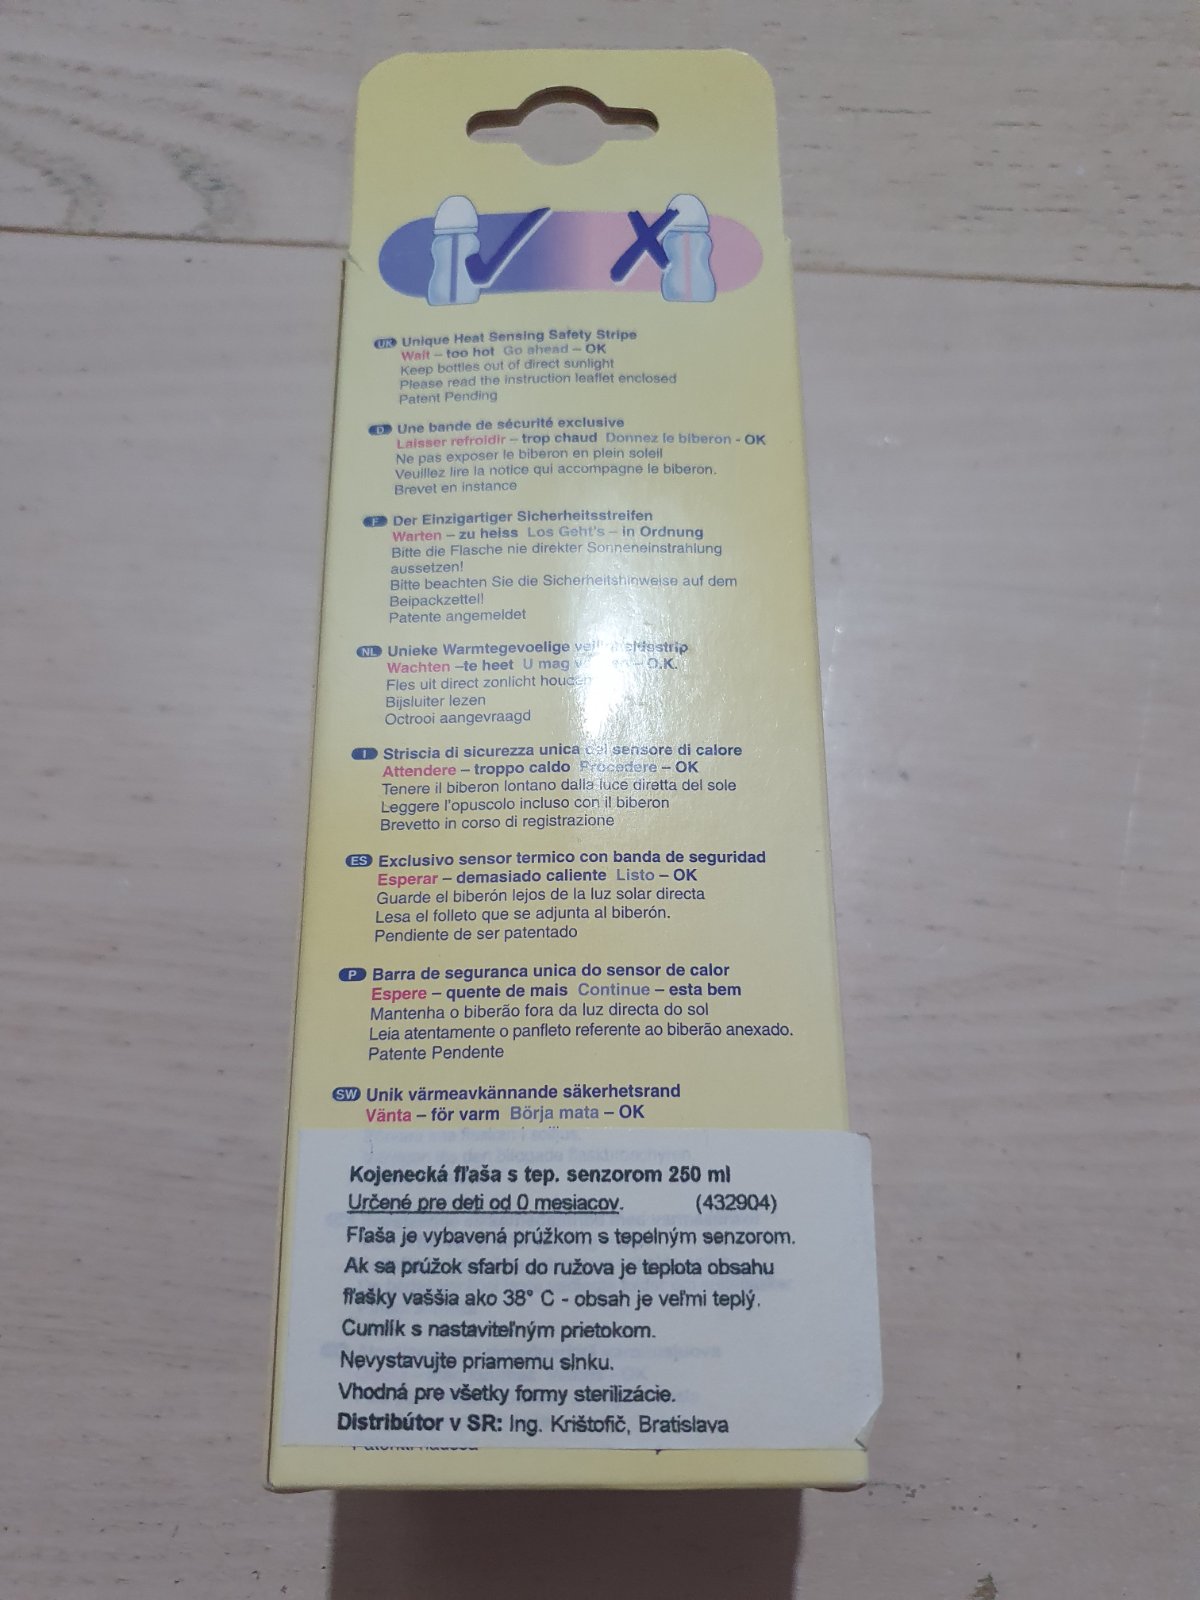 UK Unique Heat Sensing Safety Stripe
Wait – too hot Go ahead – OK
Keep bottles out of direct sunlight
Please read the instruction leaflet enclosed
Patent Pending
D Une bande de sécurité exclusive
Laisser refroidir – trop chaud Donnez le biberon - OK
Ne pas exposer le biberon en plein soleil
Veuillez lire la notice qui accompagne le biberon.
Brevet en instance
F Der Einzigartiger Sicherheitsstreifen
Warten – zu heiss Los Geht's – in Ordnung
Bitte die Flasche nie direkter Sonneneinstrahlung
aussetzen!
Bitte beachten Sie die Sicherheitshinweise auf dem
Beipackzettel!
Patente angemeldet
NL Unieke Warmtegevoelige
Wachten –te heet U mag – O.K.
Fles uit direct zonlicht houden
Bijsluiter lezen
Octrooi aangevraagd
I Striscia di sicurezza unica del sensore di calore
Attendere – troppo caldo Procedere – OK
Tenere il biberon lontano dalla luce diretta del sole
Leggere l'opuscolo incluso con il biberon
Brevetto in corso di registrazione
ES Exclusivo sensor termico con banda de seguridad
Esperar – demasiado caliente Listo – OK
Guarde el biberón lejos de la luz solar directa
Lesa el folleto que se adjunta al biberón.
Pendiente de ser patentado
P Barra de seguranca unica do sensor de calor
Espere – quente de mais Continue – esta bem
Mantenha o biberão fora da luz directa do sol
Leia atentamente o panfleto referente ao biberão anexado.
Patente Pendente
SW Unik värmeavkännande säkerhetsrand
Vänta – för varm Börja mata – OK
Kojenecká fľaša s tep. senzorom 250 ml
Určené pre deti od 0 mesiacov. (432904)
Fľaša je vybavená prúžkom s tepelným senzorom.
Ak sa prúžok sfarbí do ružova je teplota obsahu
fľašky vaššia ako 38° C - obsah je veľmi teplý.
Cumlík s nastaviteľným prietokom.
Nevystavujte priamemu slnku.
Vhodná pre všetky formy sterilizácie.
Distribútor v SR: Ing. Krištofič, Bratislava